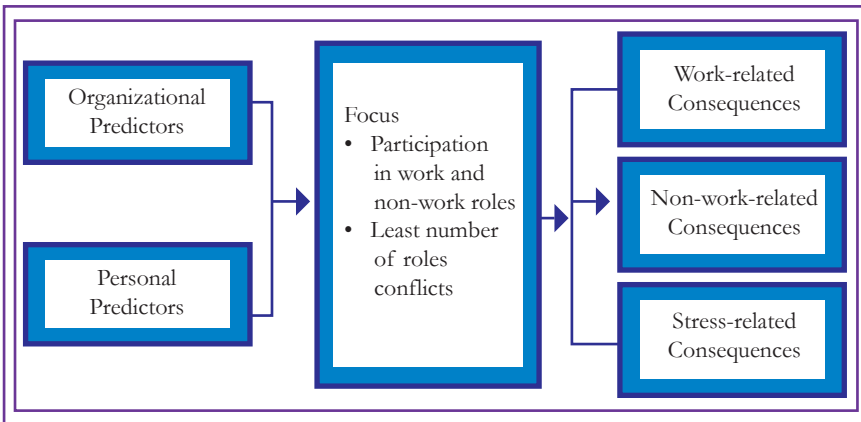 Organizational
Predictors
Personal
Predictors
Focus
• Participation
in work and
non-work roles
• Least number
of roles
conflicts
Work-related
Consequences
Non-work-related
Consequences
Stress-related
Consequences